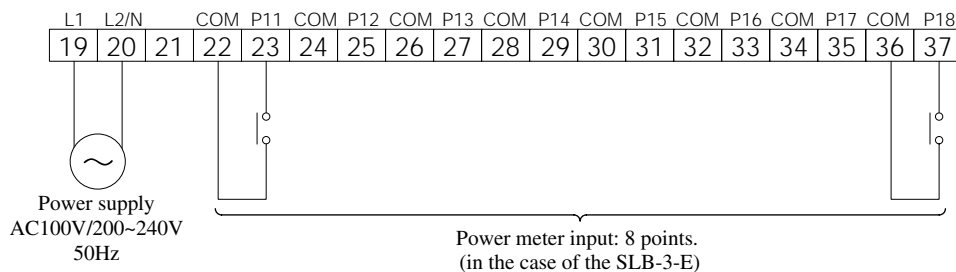 L1 L2/N COM P11 COM P12 COM P13 COM P14 COM P15 COM P16 COM P17 COM P18
19 20 21 22 23 24 25 26 27 28 29 30 31 32 33 34 35 36 37
Power supply
AC100V/200~240V
50Hz
Power meter input: 8 points.
(in the case of the SLB-3-E)